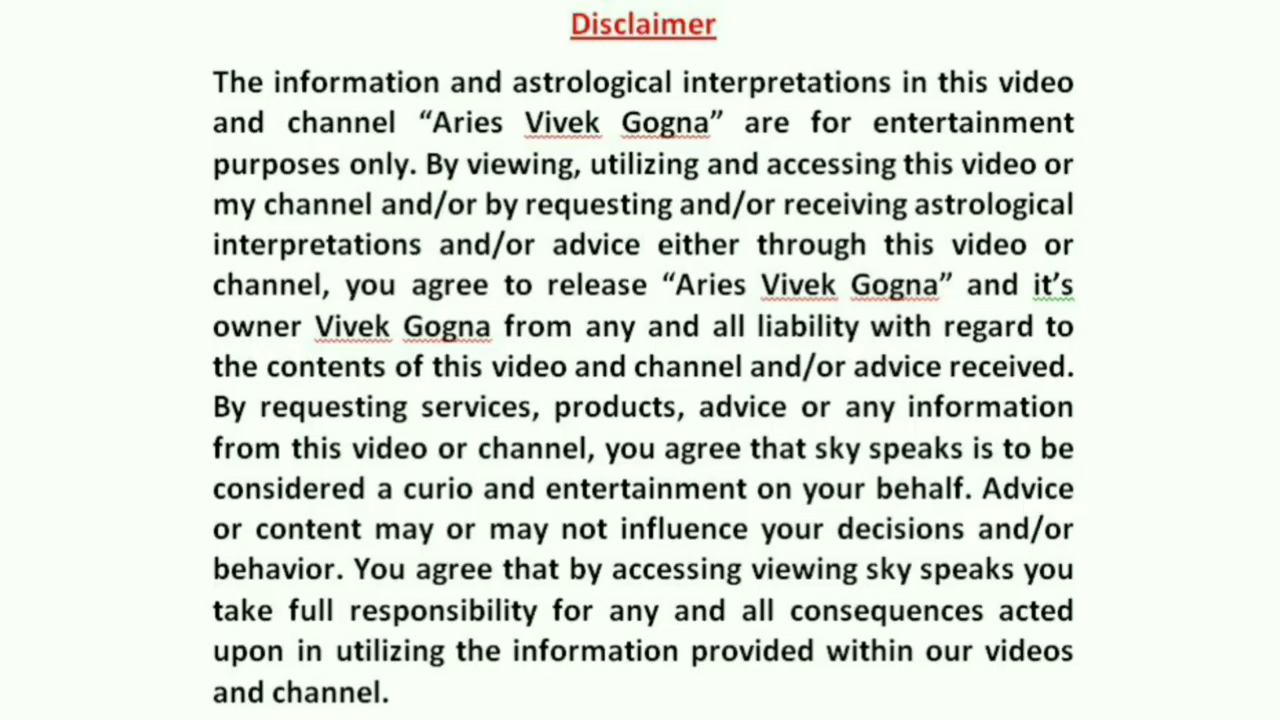 Disclaimer
The information and astrological interpretations in this video
and channel “Aries Vivek Gogna” are for entertainment
purposes only. By viewing, utilizing and accessing this video or
my channel and/or by requesting and/or receiving astrological
interpretations and/or advice either through this video or
channel, you agree to release “Aries Vivek Gogna” and it’s
owner Vivek Gogna from any and all liability with regard to
the contents of this video and channel and/or advice received.
By requesting services, products, advice or any information
from this video or channel, you agree that sky speaks is to be
considered a curio and entertainment on your behalf. Advice
or content may or may not influence your decisions and/or
behavior. You agree that by accessing viewing sky speaks you
take full responsibility for any and all consequences acted
upon in utilizing the information provided within our videos
and channel.